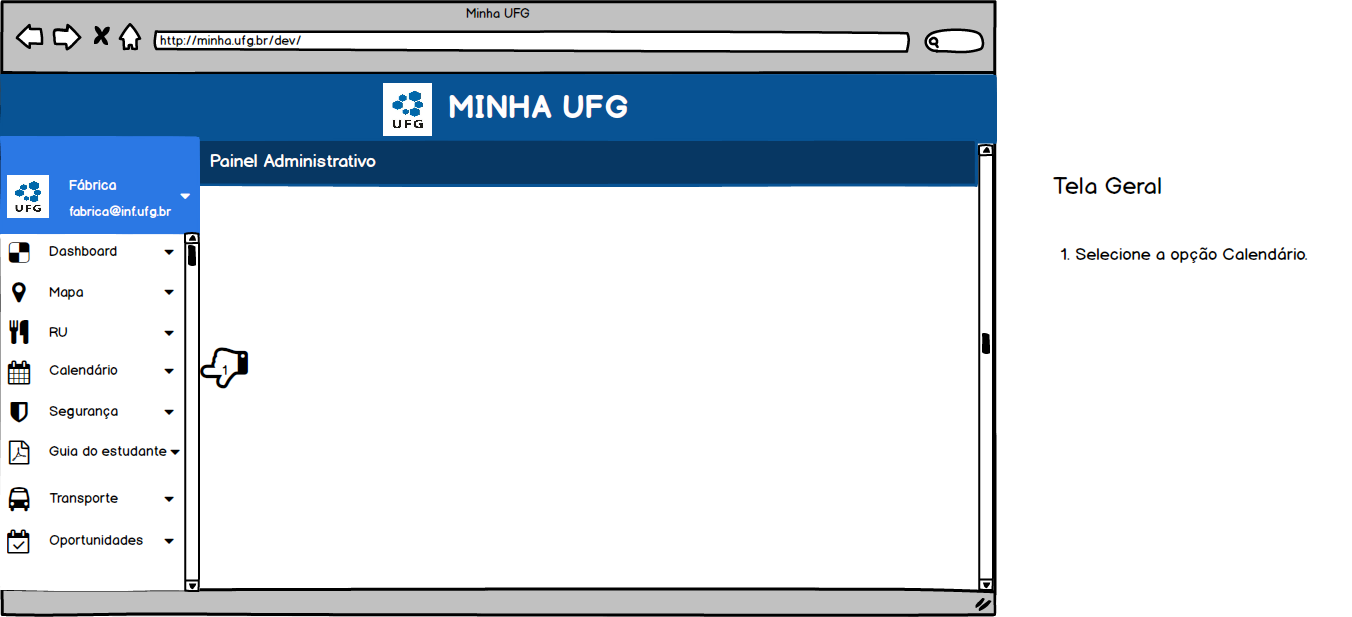 Minha UFG
http://minha.ufg.br/dev/
UFG
MINHA UFG
Painel Administrativo
UFG
Fábrica
fabrica@inf.ufg.br
Dashboard
Mapa
RU
Calendário
1
Segurança
Guia do estudante
Transporte
Oportunidades
Tela Geral
1. Selecione a opção Calendário.